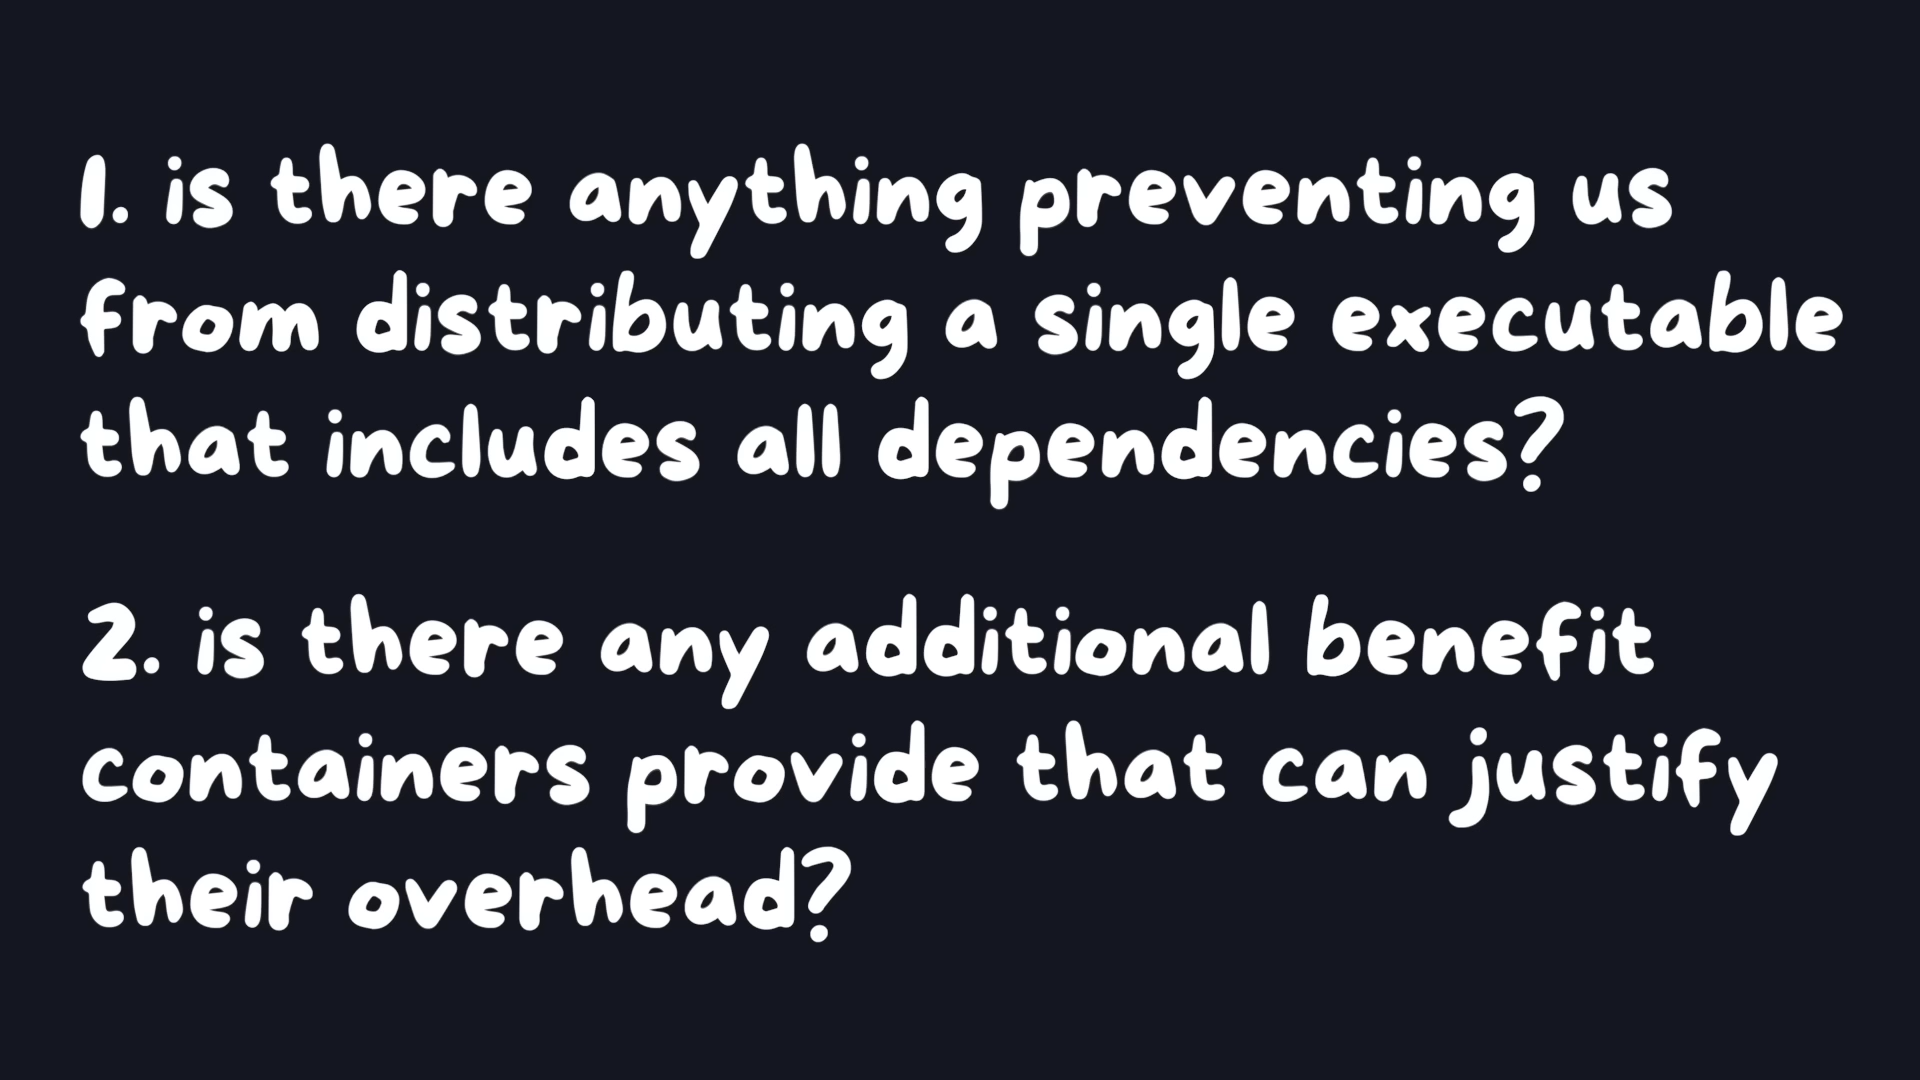 1. is there anything preventing us
from distributing a single executable
that includes all dependencies?
2. is there any additional benefit
containers provide that can justify
their overhead?